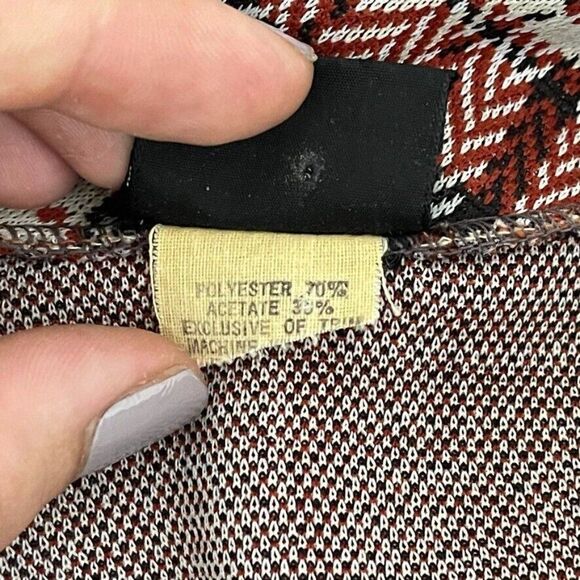 POLYESTER 70%
ACETATE 30%
EXCLUSIVE OF TRIM
MACHINE